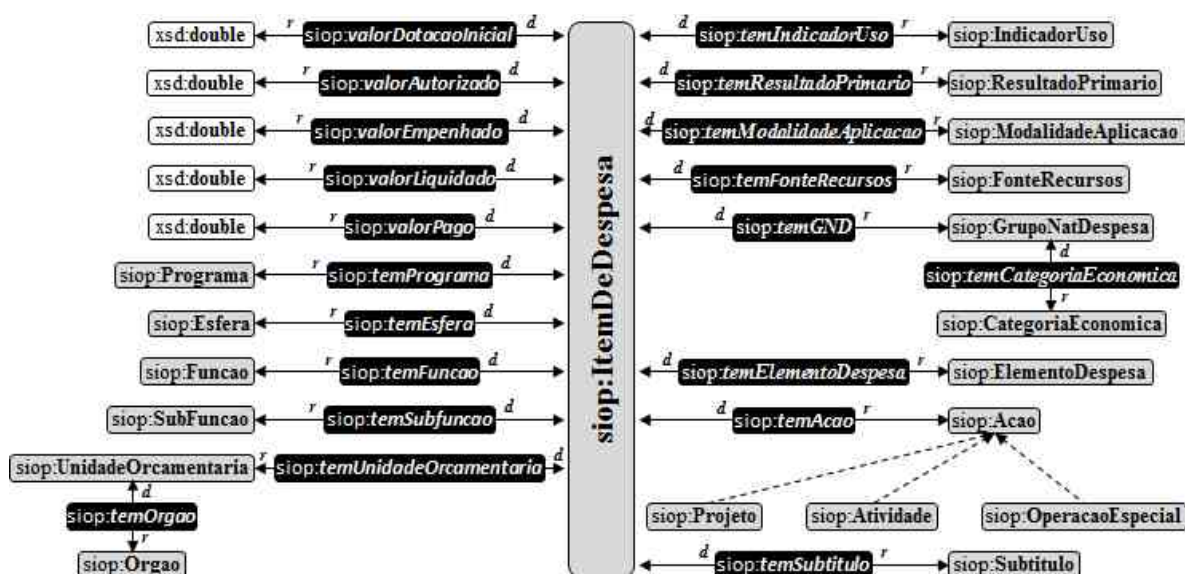 xsd:double r siop:valorDotacaoInicial d
xsd:double r siop:valorAutorizado d
xsd:double r siop:valorEmpenhado d
xsd:double r siop:valorLiquidado d
xsd:double r siop:valorPago d
siop:Programa r siop:temPrograma d
siop:Esfera r siop:temEsfera d
siop:Funcao r siop:temFuncao d
siop:SubFuncao r siop:temSubfuncao d
siop:UnidadeOrcamentaria r siop:temUnidadeOrcamentaria d
d
siop:temOrgao
r
siop:Orgao
siop:ItemDeDespesa
d siop:temIndicadorUso r siop:IndicadorUso
d siop:temResultadoPrimario r siop:ResultadoPrimario
d siop:temModalidadeAplicacao r siop:ModalidadeAplicacao
d siop:temFonteRecursos r siop:FonteRecursos
d siop:temGND r siop:GrupoNatDespesa
d
siop:temCategoriaEconomica
r
siop:CategoriaEconomica
d siop:temElementoDespesa r siop:ElementoDespesa
d siop:temAcao r siop:Acao
siop:Projeto siop:Atividade siop:OperacaoEspecial
d siop:temSubtitulo r siop:Subtitulo